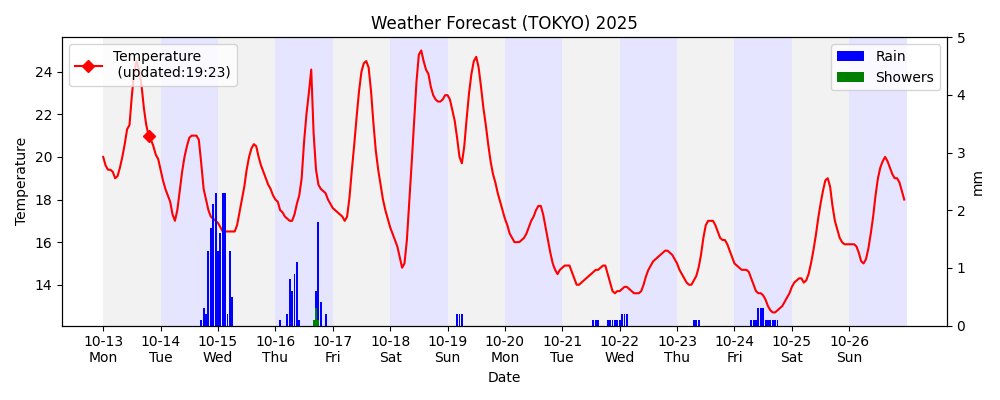 Weather Forecast (TOKYO) 2025
Temperature
(updated:19:23)
Rain
Showers
Temperature
24
22
20
18
16
14
5
4
3
2
1
0
mm
10-13 10-14 10-15 10-16 10-17 10-18 10-19 10-20 10-21 10-22 10-23 10-24 10-25 10-26
Mon Tue Wed Thu Fri Sat Sun Mon Tue Wed Thu Fri Sat Sun
Date